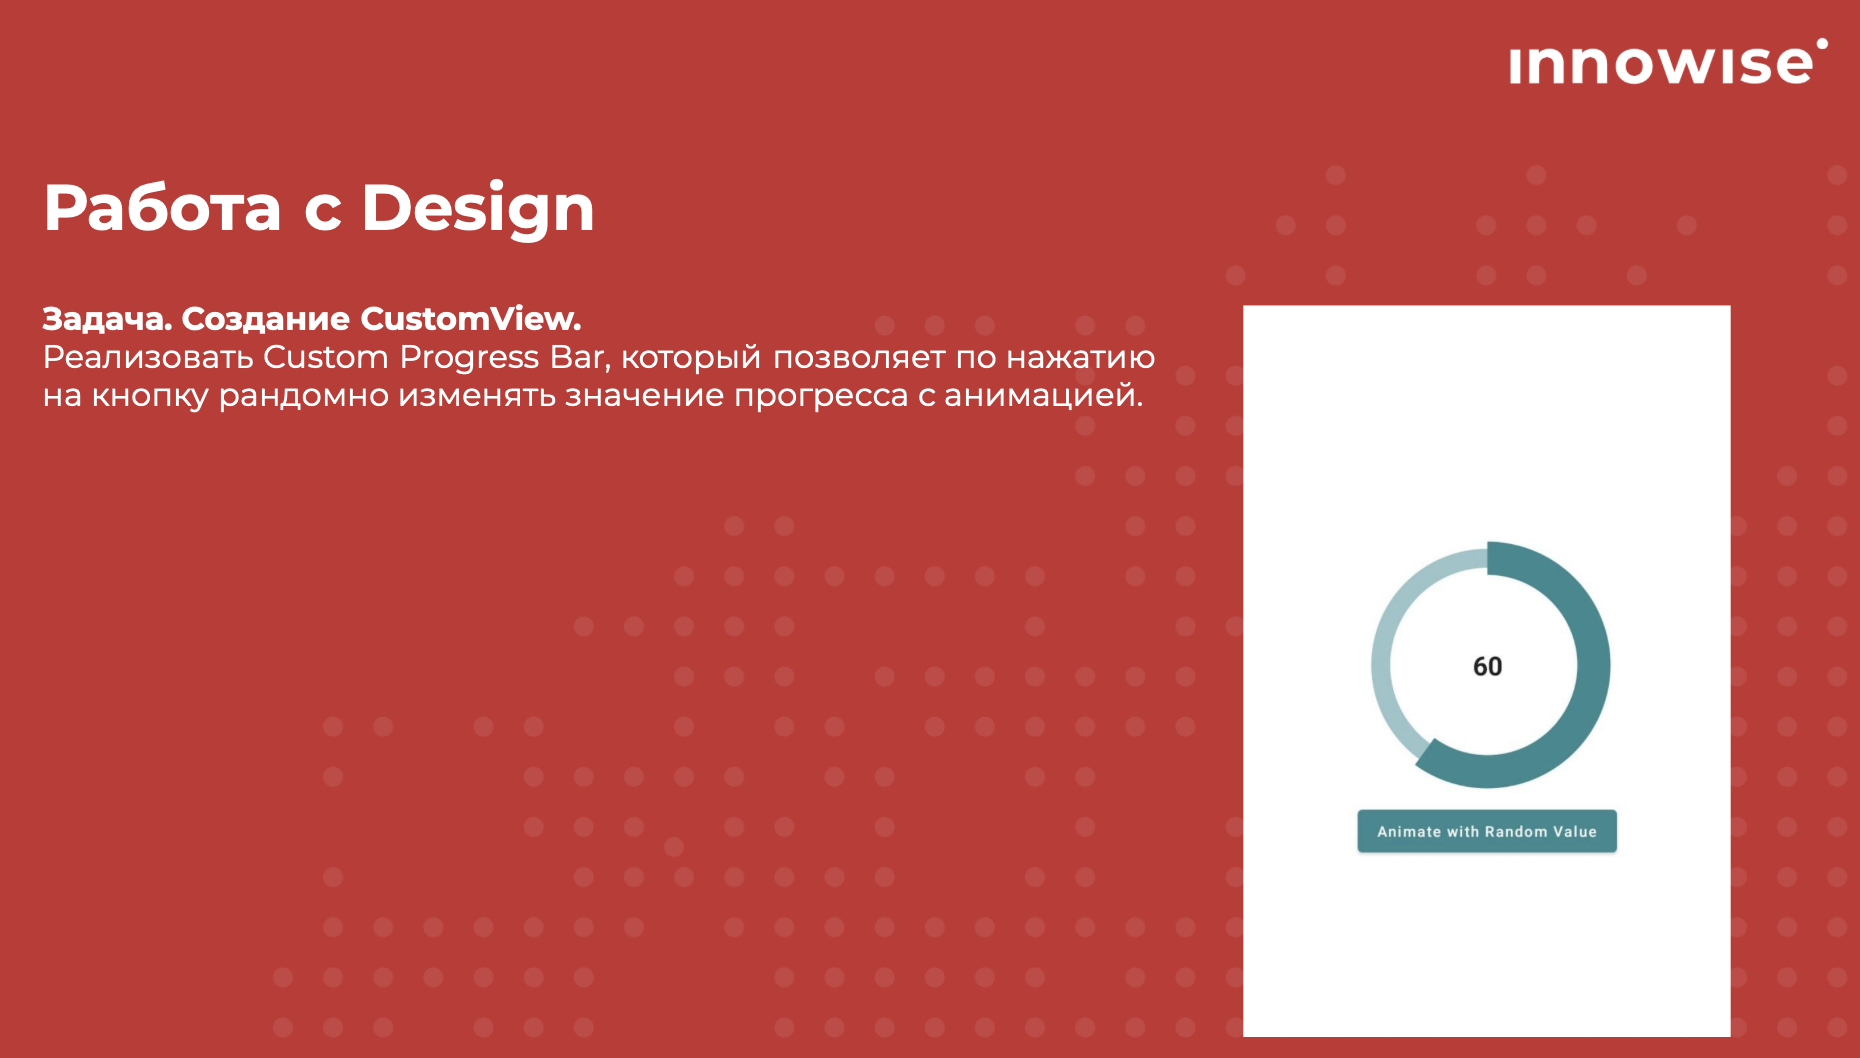 innowise
Работа с Design
Задача. Создание CustomView.
Реализовать Custom Progress Bar, который позволяет по нажатию
на кнопку рандомно изменять значение прогресса с анимацией.
60
Animate with Random Value